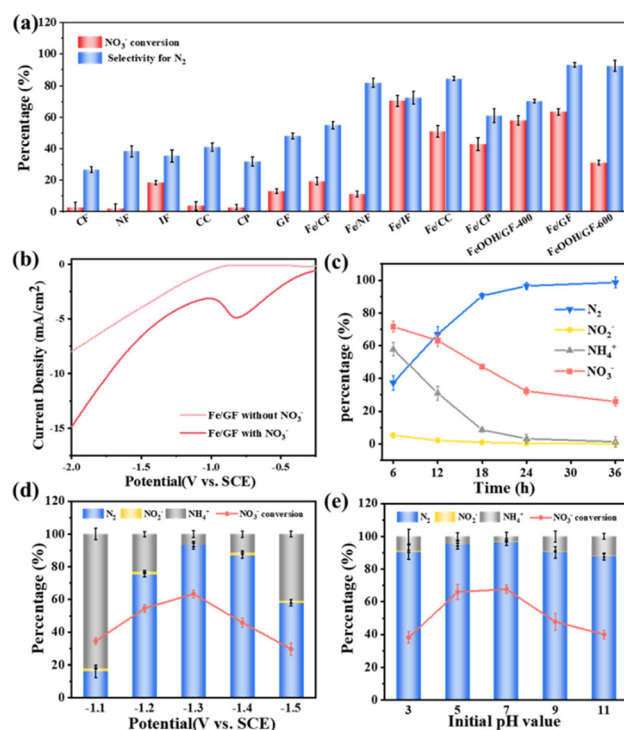 (a)
NO₃⁻ conversion
Selectivity for N₂
Percentage (%)
120
100
80
60
40
20
0
CF
NF
IF
CC
CP
GF
Fe/CF
Fe/NF
Fe/IF
Fe/CC
Fe/CP
FeOOH/GF-400
Fe/GF
FeOOH/GF-600
(b)
Current Density (mA/cm²)
0
-5
-10
-15
Fe/GF without NO₃⁻
Fe/GF with NO₃⁻
-2.0
-1.5
-1.0
-0.5
Potential(V vs. SCE)
(c)
percentage (%)
100
80
60
40
20
0
N₂
NO₂⁻
NH₄⁺
NO₃⁻
6
12
18
24
30
36
Time (h)
(d)
N₂
NO₂⁻
NH₄⁺
NO₃⁻ conversion
Percentage (%)
120
100
80
60
40
20
0
-1.1
-1.2
-1.3
-1.4
-1.5
Potential(V vs. SCE)
(e)
N₂
NO₂⁻
NH₄⁺
NO₃⁻ conversion
Percentage (%)
120
100
80
60
40
20
0
3
5
7
9
11
Initial pH value